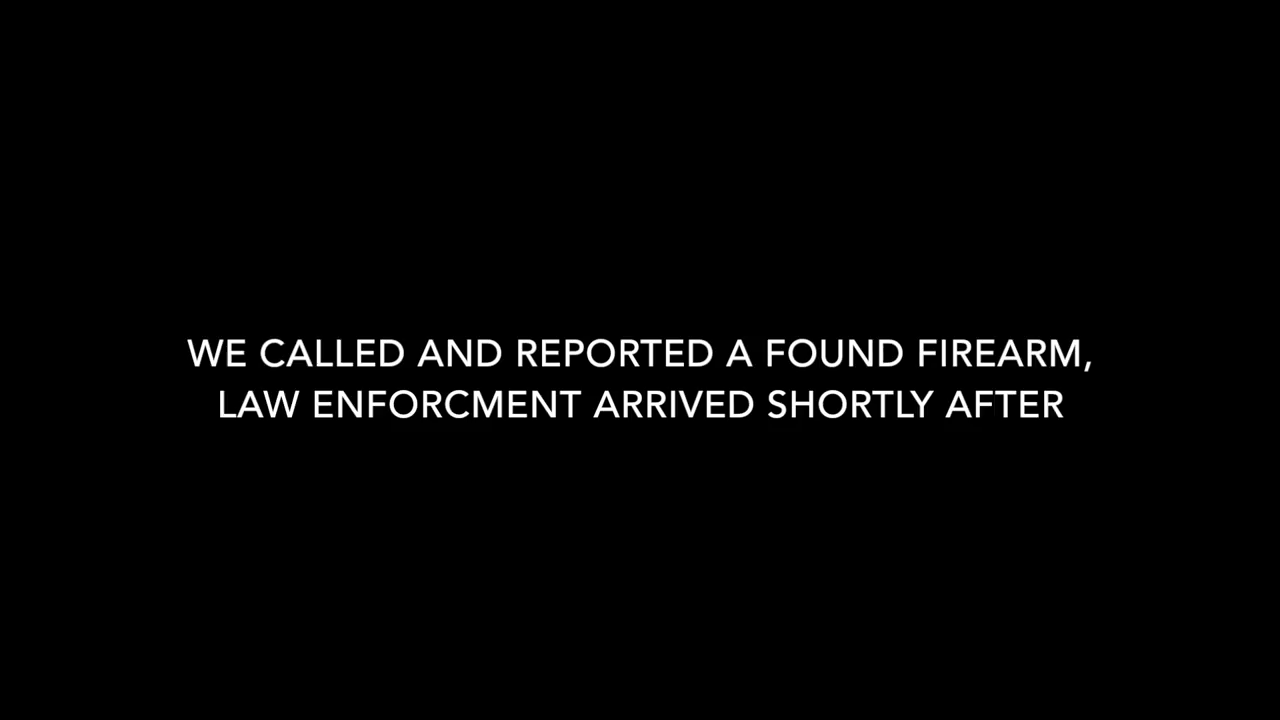 WE CALLED AND REPORTED A FOUND FIREARM,
LAW ENFORCMENT ARRIVED SHORTLY AFTER